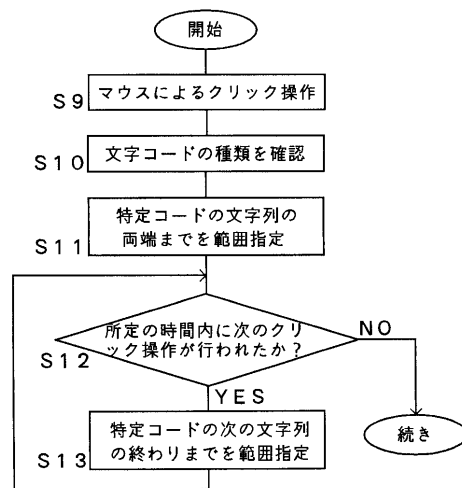 開始
マウスによるクリック操作
S9
文字コードの種類を確認
S10
特定コードの文字列の
両端までを範囲指定
S11
所定の時間内に次のクリ
ック操作が行われたか?
NO
S12
YES
特定コードの次の文字列
の終わりまでを範囲指定
続き
S13